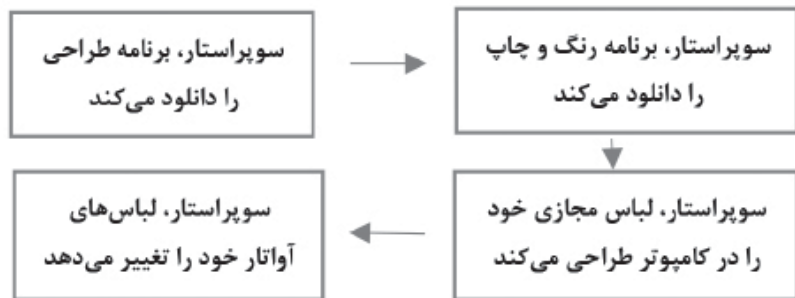 سوپراستار، برنامه طراحی
را دانلود می‌کند
سوپراستار، برنامه رنگ و چاپ
را دانلود می‌کند
سوپراستار، لباس مجازی خود
را در کامپوتر طراحی می‌کند
سوپراستار، لباس‌های
آواتار خود را تغییر می‌دهد